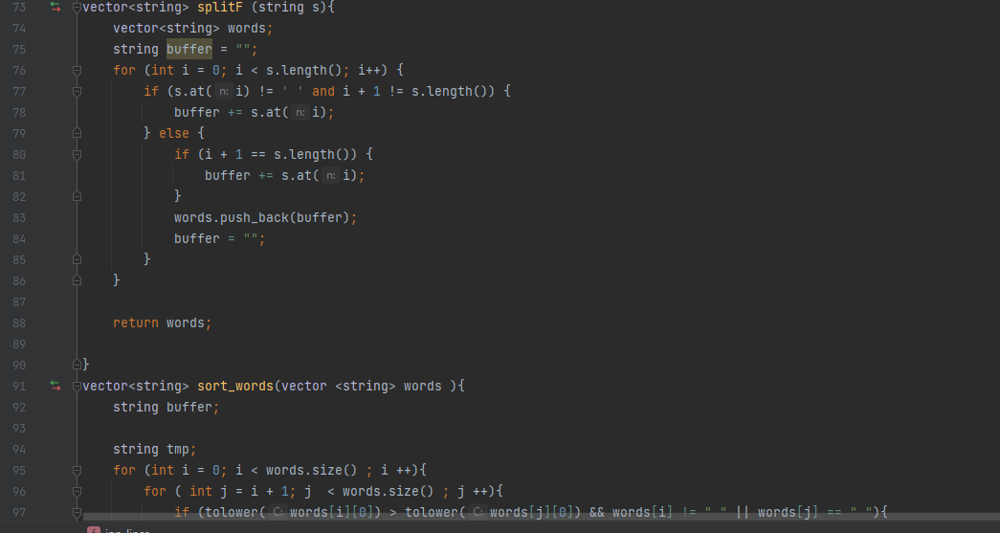 73 vector<string> splitF (string s){
74     vector<string> words;
75     string buffer = "";
76     for (int i = 0; i < s.length(); i++) {
77         if (s.at( n: i) != ' ' and i + 1 != s.length()) {
78             buffer += s.at( n: i);
79         } else {
80             if (i + 1 == s.length()) {
81                 buffer += s.at( n: i);
82             }
83             words.push_back(buffer);
84             buffer = "";
85         }
86     }
87
88     return words;
89
90 }
91 vector<string> sort_words(vector <string> words ){
92     string buffer;
93
94     string tmp;
95     for (int i = 0; i < words.size() ; i ++){
96         for ( int j = i + 1; j  < words.size() ; j ++){
97             if (tolower( C: words[i][0]) > tolower( C: words[j][0]) && words[i] != " " || words[j] == " "){